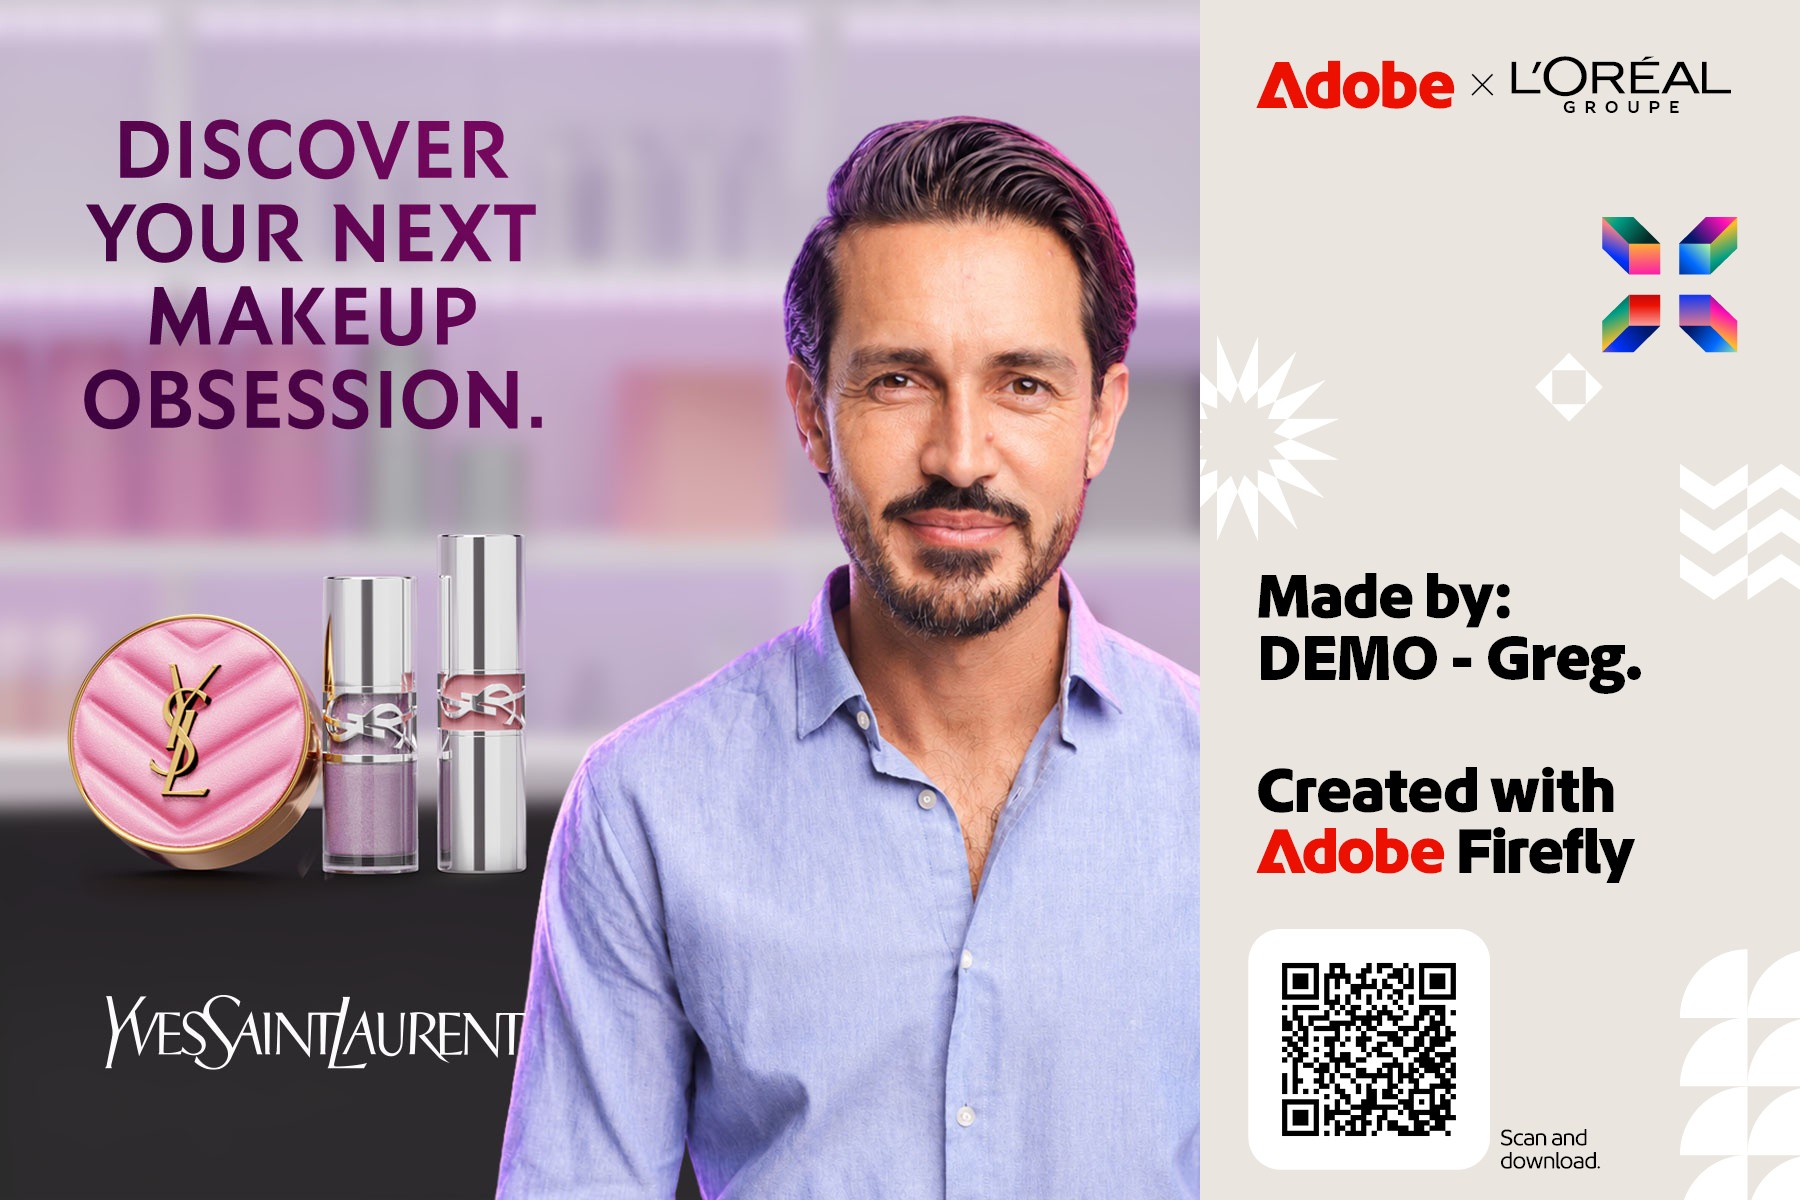 DISCOVER
YOUR NEXT
MAKEUP
OBSESSION.
YSL
YVESSAINTLAURENT
Adobe × L'ORÉAL
GROUPE
Made by:
DEMO - Greg.
Created with
Adobe Firefly
Scan and
download.